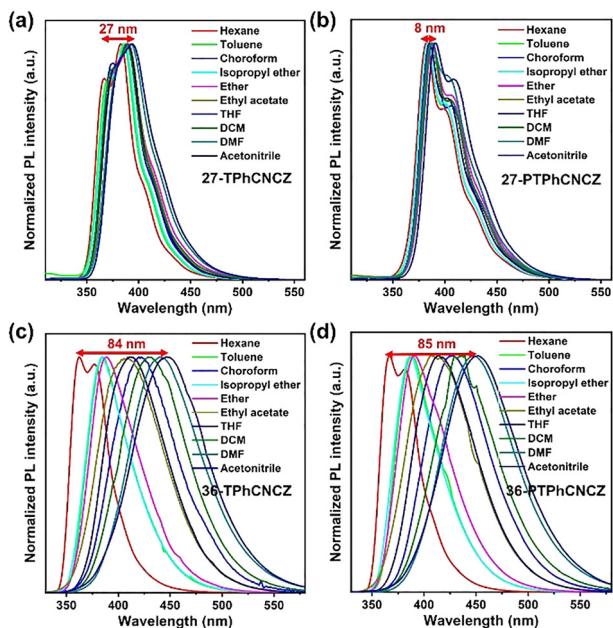 (a)
27 nm
Hexane
Toluene
Choroform
Isopropyl ether
Ether
Ethyl acetate
THF
DCM
DMF
Acetonitrile
27-TPhCNCZ
Normalized PL intensity (a.u.)
350 400 450 500 550
Wavelength (nm)
(b)
8 nm
Hexane
Toluene
Choroform
Isopropyl ether
Ether
Ethyl acetate
THF
DCM
DMF
Acetonitrile
27-PTPhCNCZ
Normalized PL intensity (a.u.)
350 400 450 500 550
Wavelength (nm)
(c)
84 nm
Hexane
Toluene
Choroform
Isopropyl ether
Ether
Ethyl acetate
THF
DCM
DMF
Acetonitrile
36-TPhCNCZ
Normalized PL intensity (a.u.)
350 400 450 500 550
Wavelength (nm)
(d)
85 nm
Hexane
Toluene
Choroform
Isopropyl ether
Ether
Ethyl acetate
THF
DCM
DMF
Acetonitrile
36-PTPhCNCZ
Normalized PL intensity (a.u.)
350 400 450 500 550
Wavelength (nm)